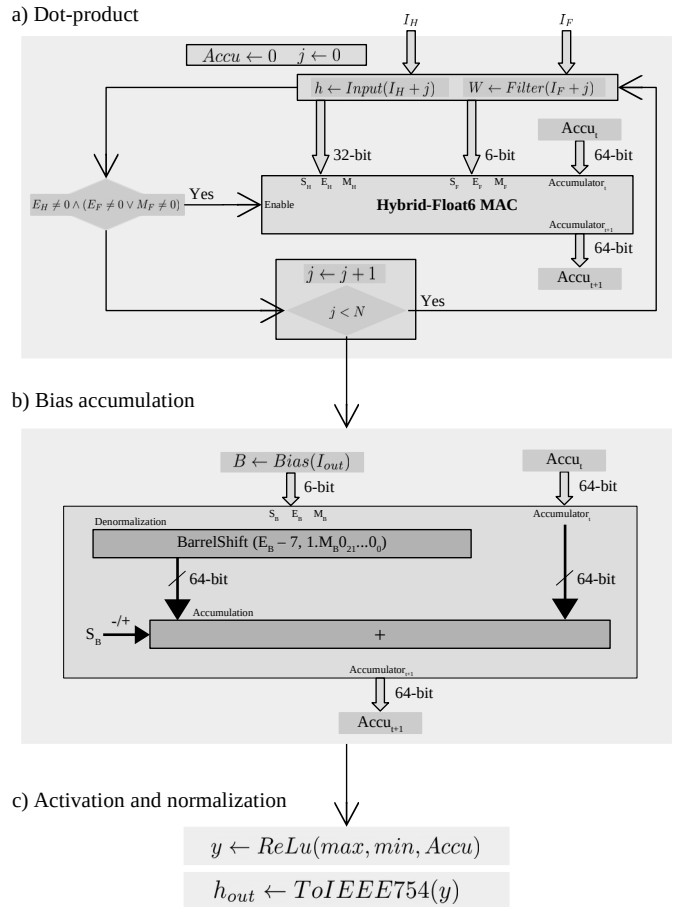 a) Dot-product
I_H I_F
Accu ← 0 j ← 0
h ← Input(I_H + j) W ← Filter(I_F + j)
Accu_t
32-bit 6-bit 64-bit
S_H E_H M_H S_F E_F M_F Accumulator_t
E_H ≠ 0 ∧ (E_F ≠ 0 ∨ M_F ≠ 0) Yes Enable Hybrid-Float6 MAC
Accumulator_t+1
64-bit
j ← j + 1 Accu_t+1
j < N Yes
b) Bias accumulation
B ← Bias(I_out) Accu_t
6-bit 64-bit
S_B E_B M_B Accumulator_t
Denormalization
BarrelShift (E_B – 7, 1.M_B0_21...0_0)
64-bit 64-bit
Accumulation
S_B -/+ +
Accumulator_t+1
64-bit
Accu_t+1
c) Activation and normalization
y ← ReLu(max, min, Accu)
h_out ← ToIEEE754(y)